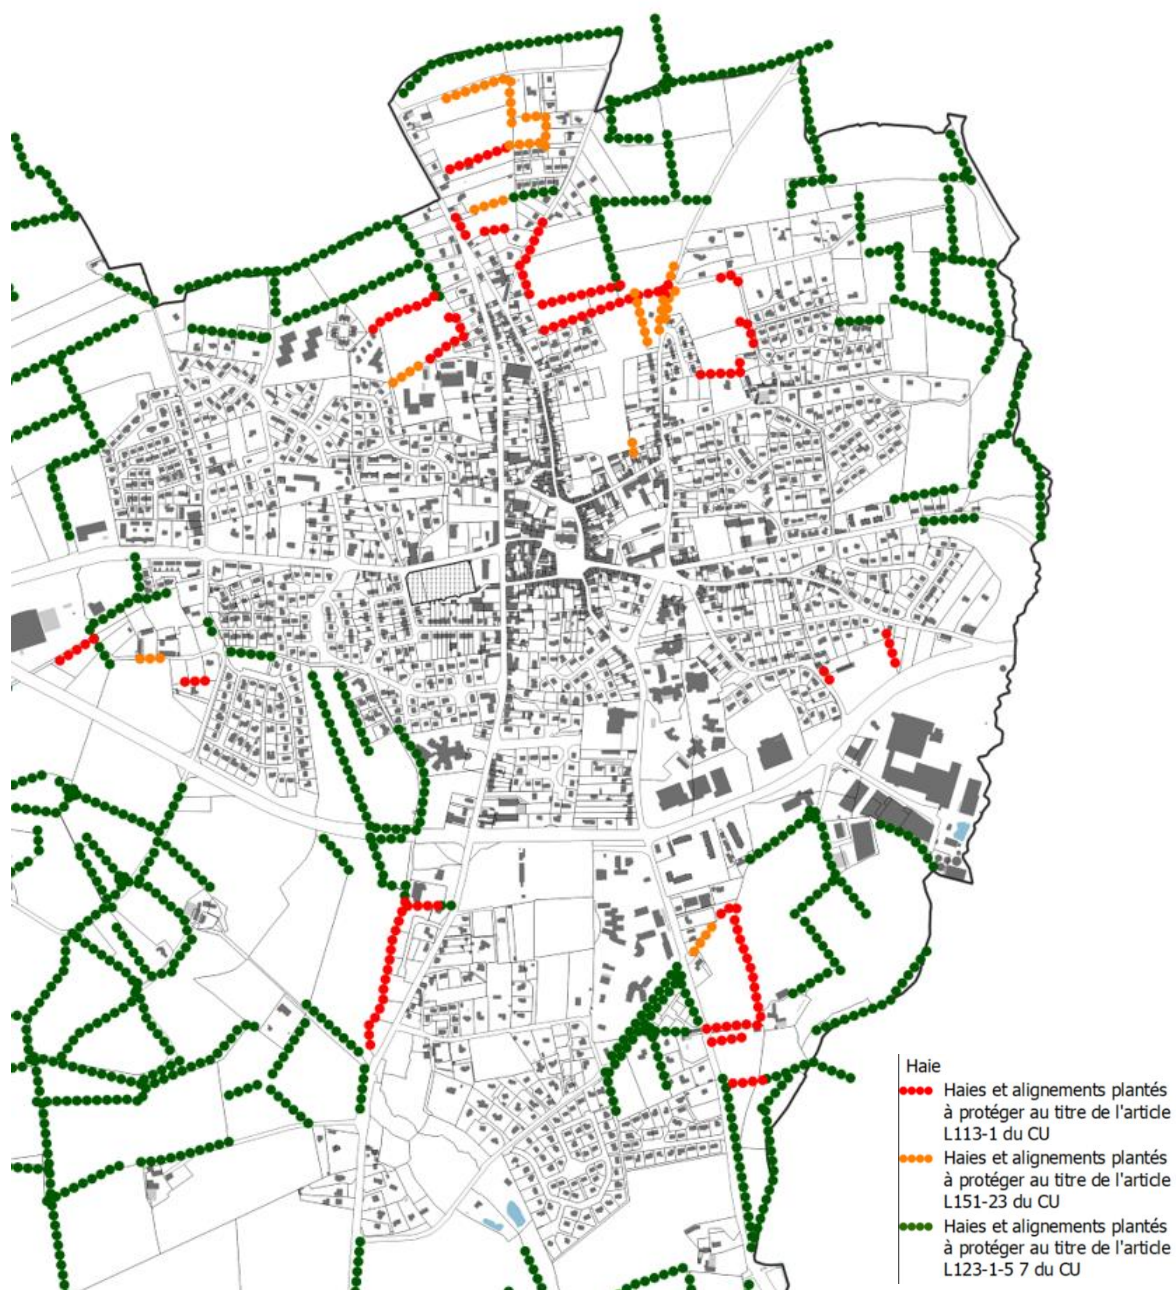 Haie
Haies et alignements plantés
à protéger au titre de l'article
L113-1 du CU
Haies et alignements plantés
à protéger au titre de l'article
L151-23 du CU
Haies et alignements plantés
à protéger au titre de l'article
L123-1-5 7 du CU